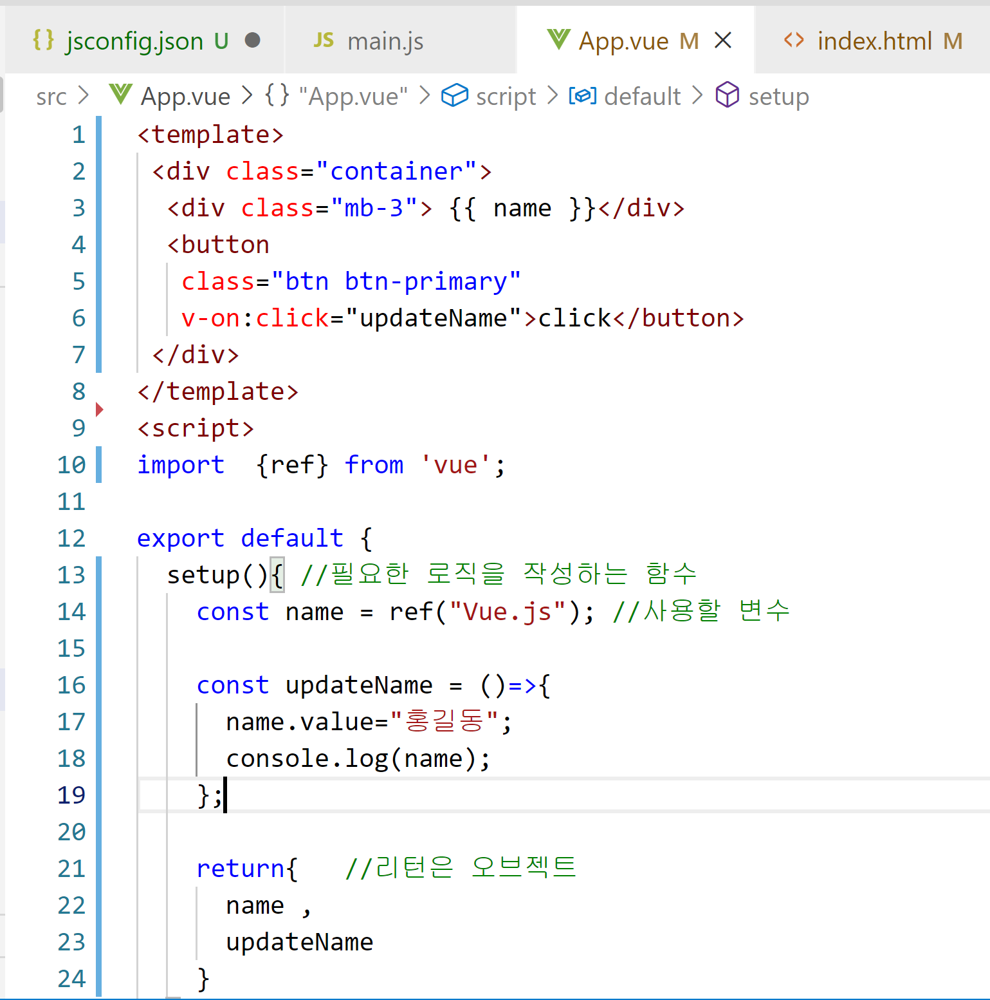 {} jsconfig.json U ● JS main.js App.vue M × <> index.html M
src > App.vue > {} "App.vue" > script > default > setup
1 <template>
2 <div class="container">
3 <div class="mb-3"> {{ name }}</div>
4 <button
5 class="btn btn-primary"
6 v-on:click="updateName">click</button>
7 </div>
8 </template>
9 <script>
10 import  {ref} from 'vue';
11
12 export default {
13 setup(){ //필요한 로직을 작성하는 함수
14 const name = ref("Vue.js"); //사용할 변수
15
16 const updateName = ()=>{
17 name.value="홍길동";
18 console.log(name);
19 };
20
21 return{   //리턴은 오브젝트
22 name ,
23 updateName
24 }